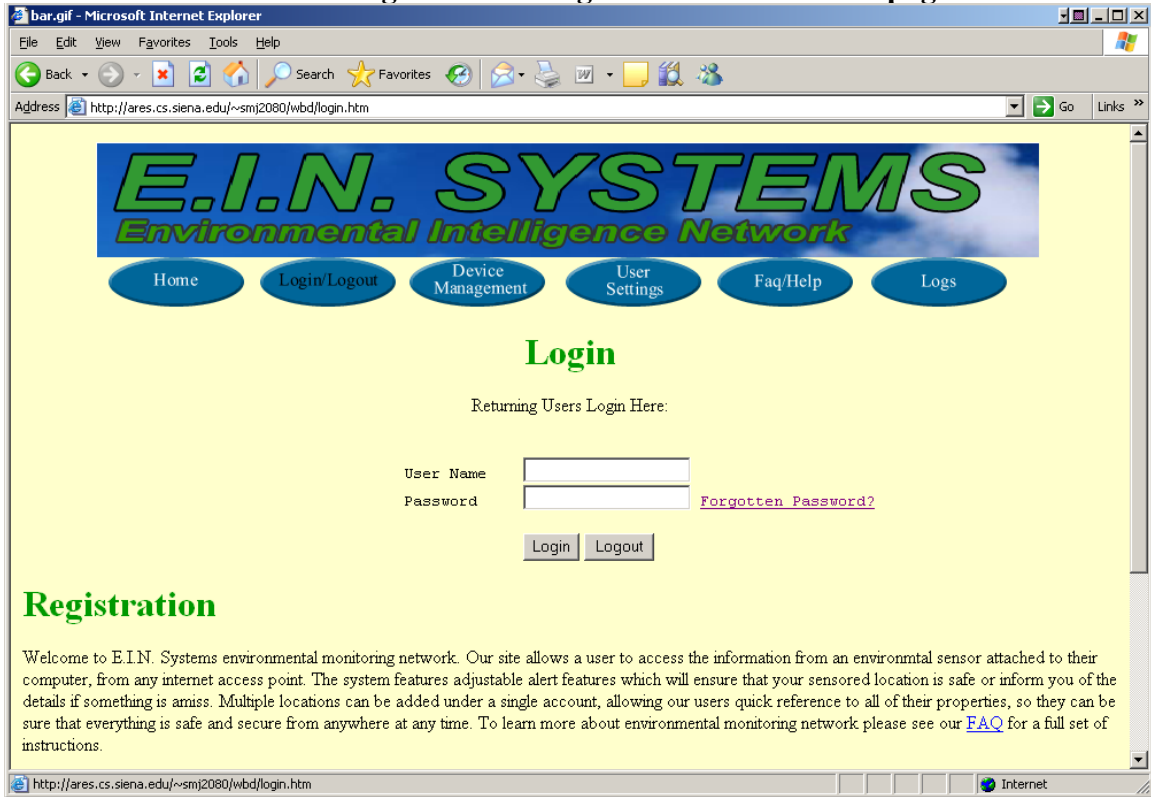 bar.gif - Microsoft Internet Explorer
File Edit View Favorites Tools Help
Back Search Favorites
Address http://ares.cs.siena.edu/~smj2080/wbd/login.htm Go Links »
E.I.N. SYSTEMS
Environmental Intelligence Network
Home Login/Logout Device Management User Settings Faq/Help Logs
Login
Returning Users Login Here:
User Name
Password Forgotten Password?
Login Logout
Registration
Welcome to E.I.N. Systems environmental monitoring network. Our site allows a user to access the information from an environmtal sensor attached to their
computer, from any internet access point. The system features adjustable alert features which will ensure that your sensored location is safe or inform you of the
details if something is amiss. Multiple locations can be added under a single account, allowing our users quick reference to all of their properties, so they can be
sure that everything is safe and secure from anywhere at any time. To learn more about environmental monitoring network please see our FAQ for a full set of
instructions.
http://ares.cs.siena.edu/~smj2080/wbd/login.htm Internet